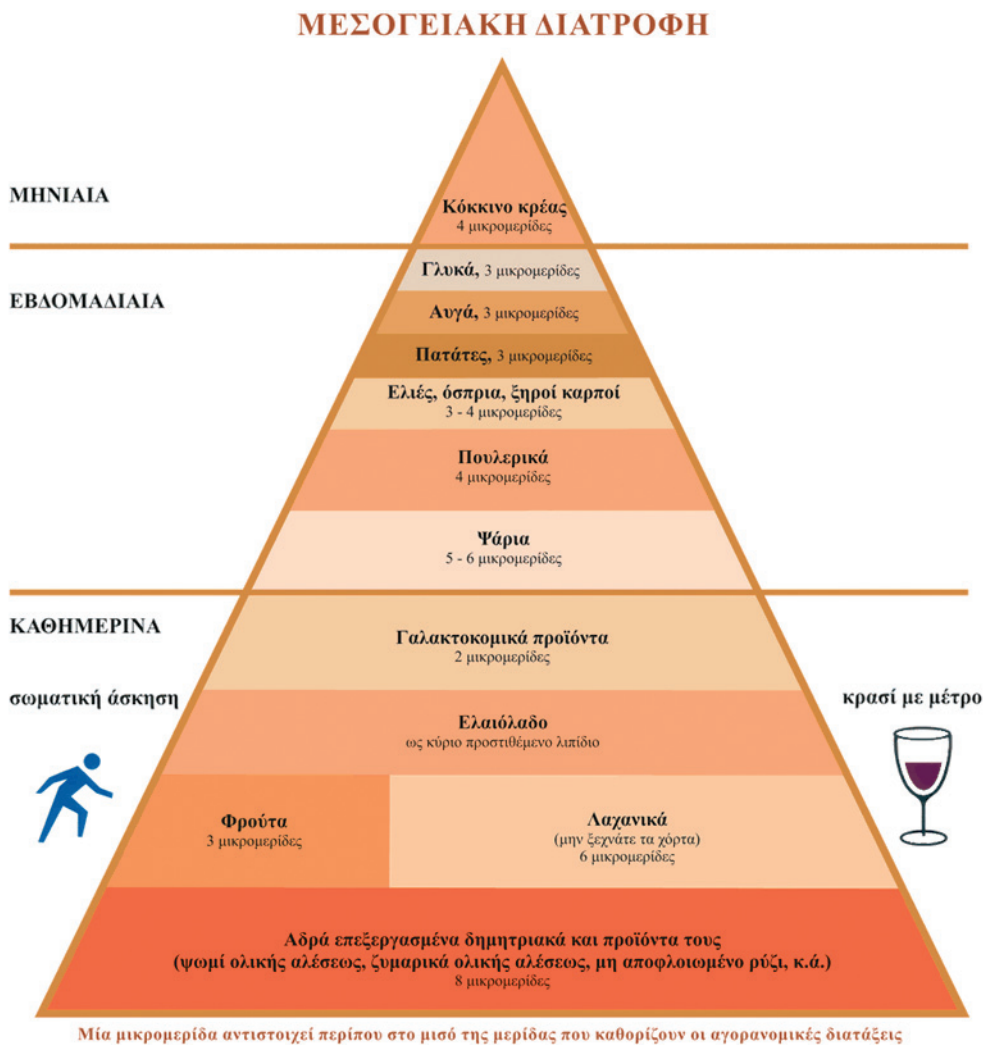 ΜΕΣΟΓΕΙΑΚΗ ΔΙΑΤΡΟΦΗ
ΜΗΝΙΑΙΑ
Κόκκινο κρέας
4 μικρομερίδες
Γλυκά, 3 μικρομερίδες
ΕΒΔΟΜΑΔΙΑΙΑ
Αυγά, 3 μικρομερίδες
Πατάτες, 3 μικρομερίδες
Ελιές, όσπρια, ξηροί καρποί
3 - 4 μικρομερίδες
Πουλερικά
4 μικρομερίδες
Ψάρια
5 - 6 μικρομερίδες
ΚΑΘΗΜΕΡΙΝΑ
Γαλακτοκομικά προϊόντα
2 μικρομερίδες
σωματική άσκηση
κρασί με μέτρο
Ελαιόλαδο
ως κύριο προστιθέμενο λιπίδιο
Φρούτα
3 μικρομερίδες
Λαχανικά
(μην ξεχνάτε τα χόρτα)
6 μικρομερίδες
Αδρά επεξεργασμένα δημητριακά και προϊόντα τους
(ψωμί ολικής αλέσεως, ζυμαρικά ολικής αλέσεως, μη αποφλοιωμένο ρύζι, κ.ά.)
8 μικρομερίδες
Μία μικρομερίδα αντιστοιχεί περίπου στο μισό της μερίδας που καθορίζουν οι αγορανομικές διατάξεις